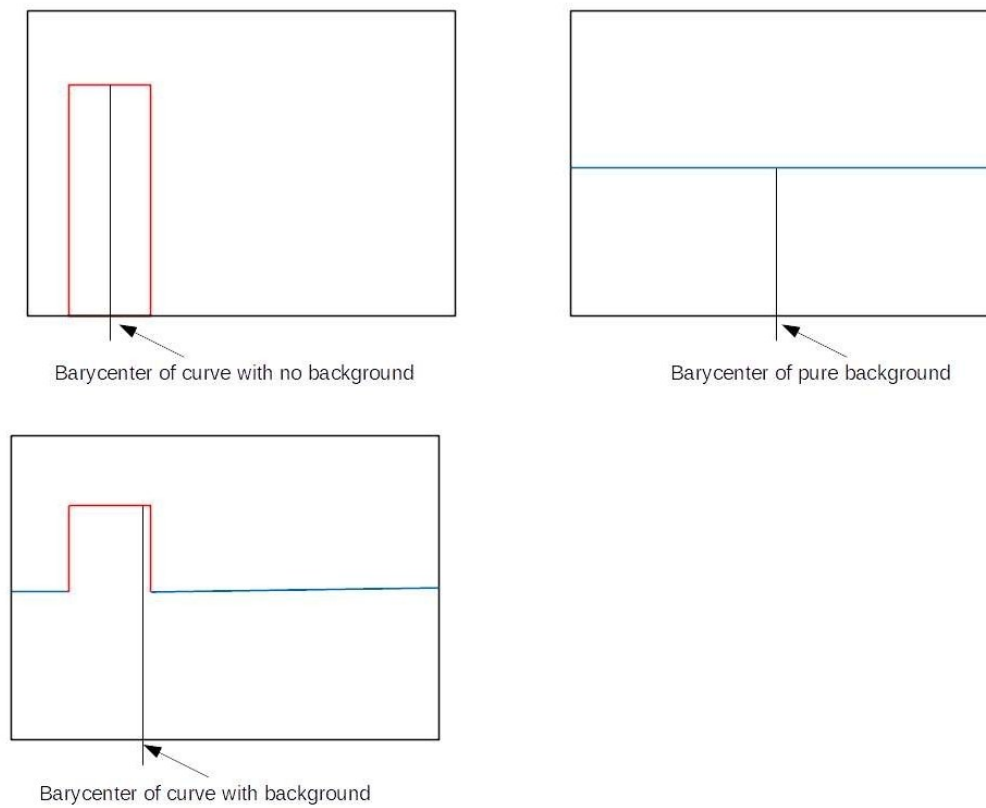 Barycenter of curve with no background
Barycenter of pure background
Barycenter of curve with background